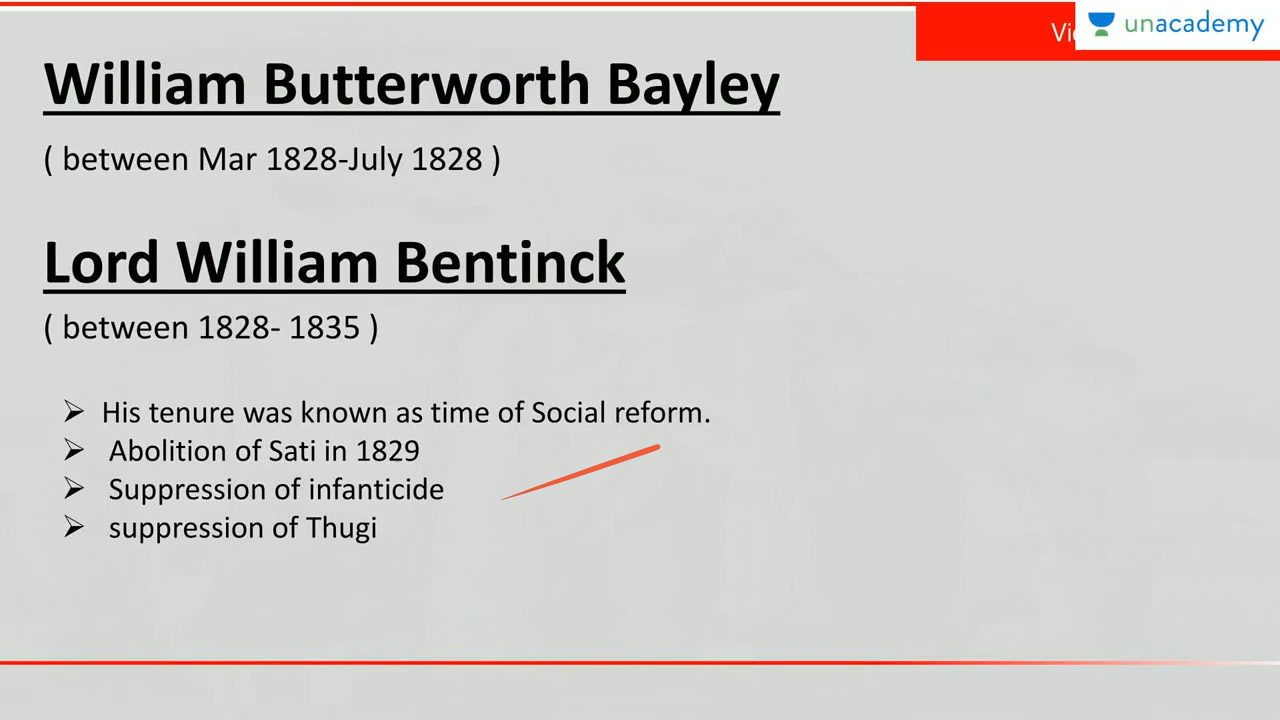 unacademy
William Butterworth Bayley
( between Mar 1828-July 1828 )
Lord William Bentinck
( between 1828- 1835 )
His tenure was known as time of Social reform.
Abolition of Sati in 1829
Suppression of infanticide
suppression of Thugi